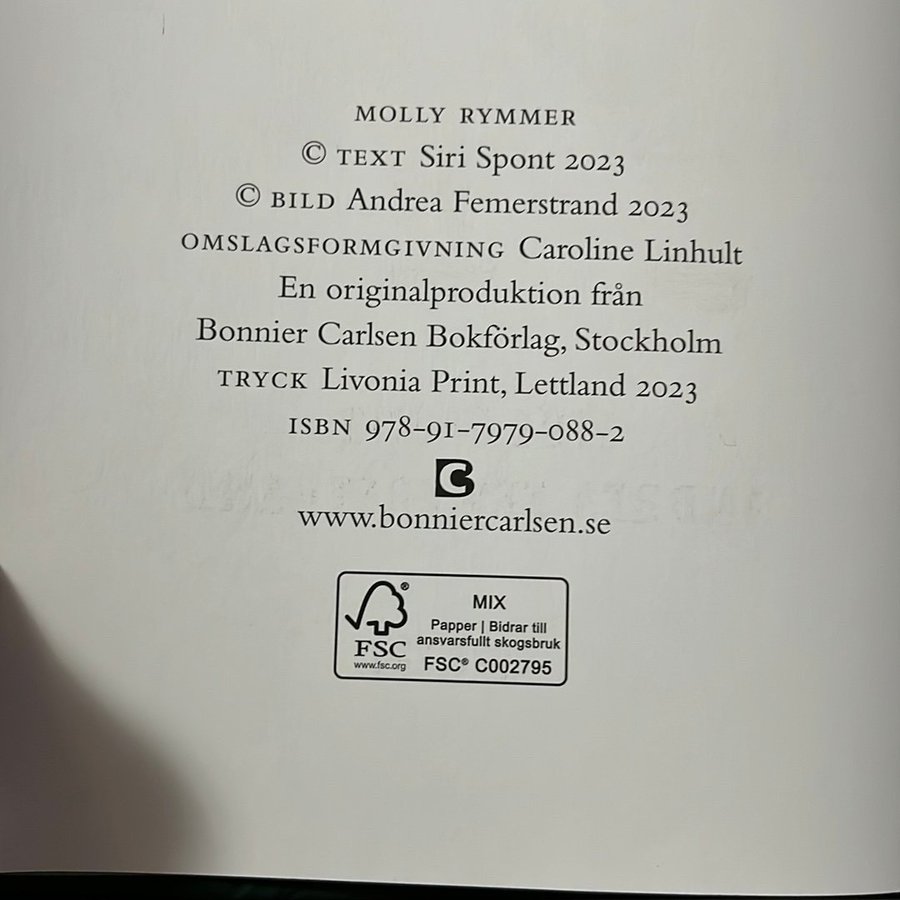 MOLLY RYMMER
© TEXT Siri Spont 2023
© BILD Andrea Femerstrand 2023
OMSLAGSFORMGIVNING Caroline Linhult
En originalproduktion från
Bonnier Carlsen Bokförlag, Stockholm
TRYCK Livonia Print, Lettland 2023
ISBN 978-91-7979-088-2
C
www.bonniercarlsen.se
MIX
Papper | Bidrar till
ansvarsfullt skogsbruk
FSC® C002795
®
FSC
www.fsc.org